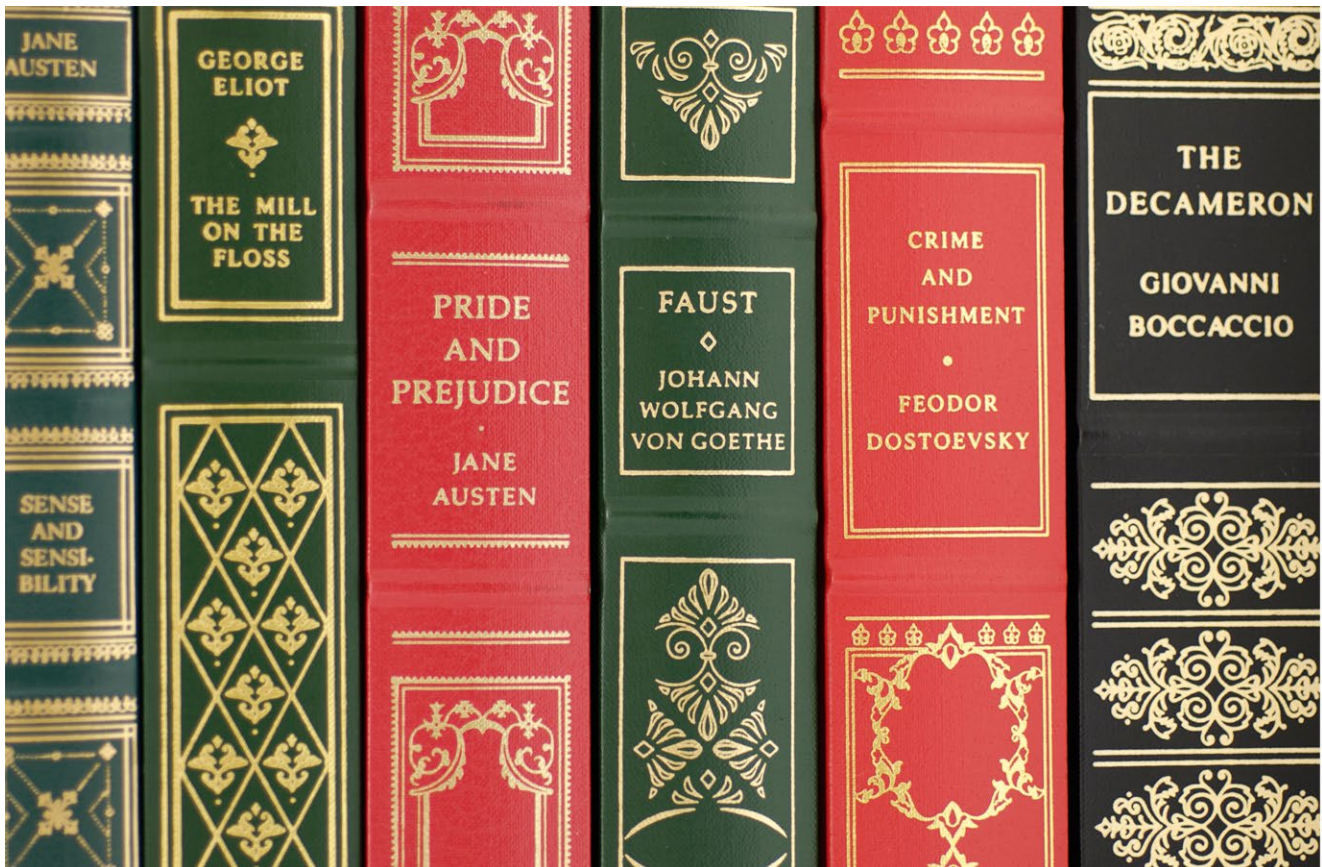 JANE
AUSTEN
SENSE
AND
SENSI-
BILITY
GEORGE
ELIOT
THE MILL
ON THE
FLOSS
PRIDE
AND
PREJUDICE
JANE
AUSTEN
FAUST
JOHANN
WOLFGANG
VON GOETHE
CRIME
AND
PUNISHMENT
FEODOR
DOSTOEVSKY
THE
DECAMERON
GIOVANNI
BOCCACCIO